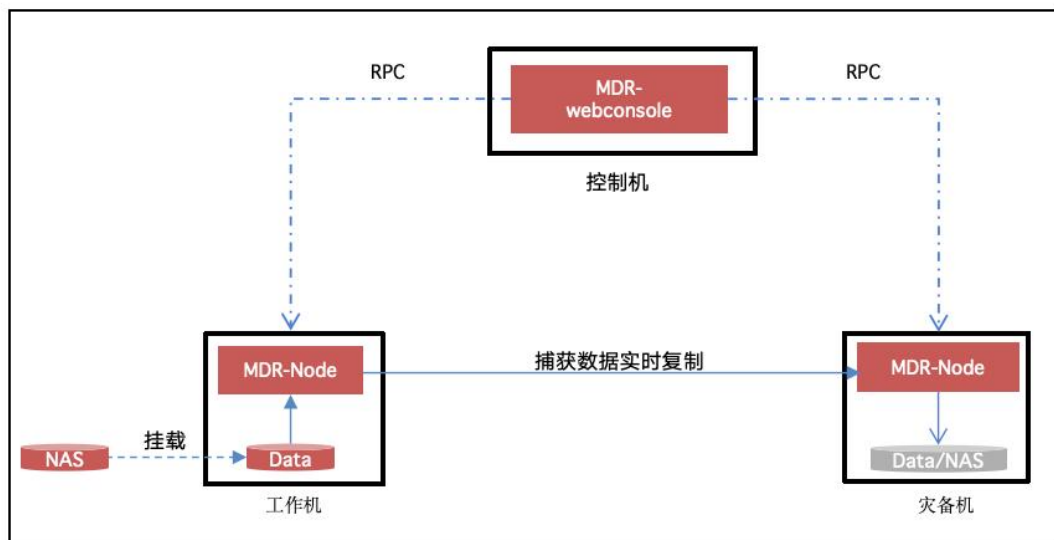 RPC
MDR-
webconsole
RPC
控制机
MDR-Node
捕获数据实时复制
MDR-Node
挂载
NAS
Data
Data/NAS
工作机
灾备机